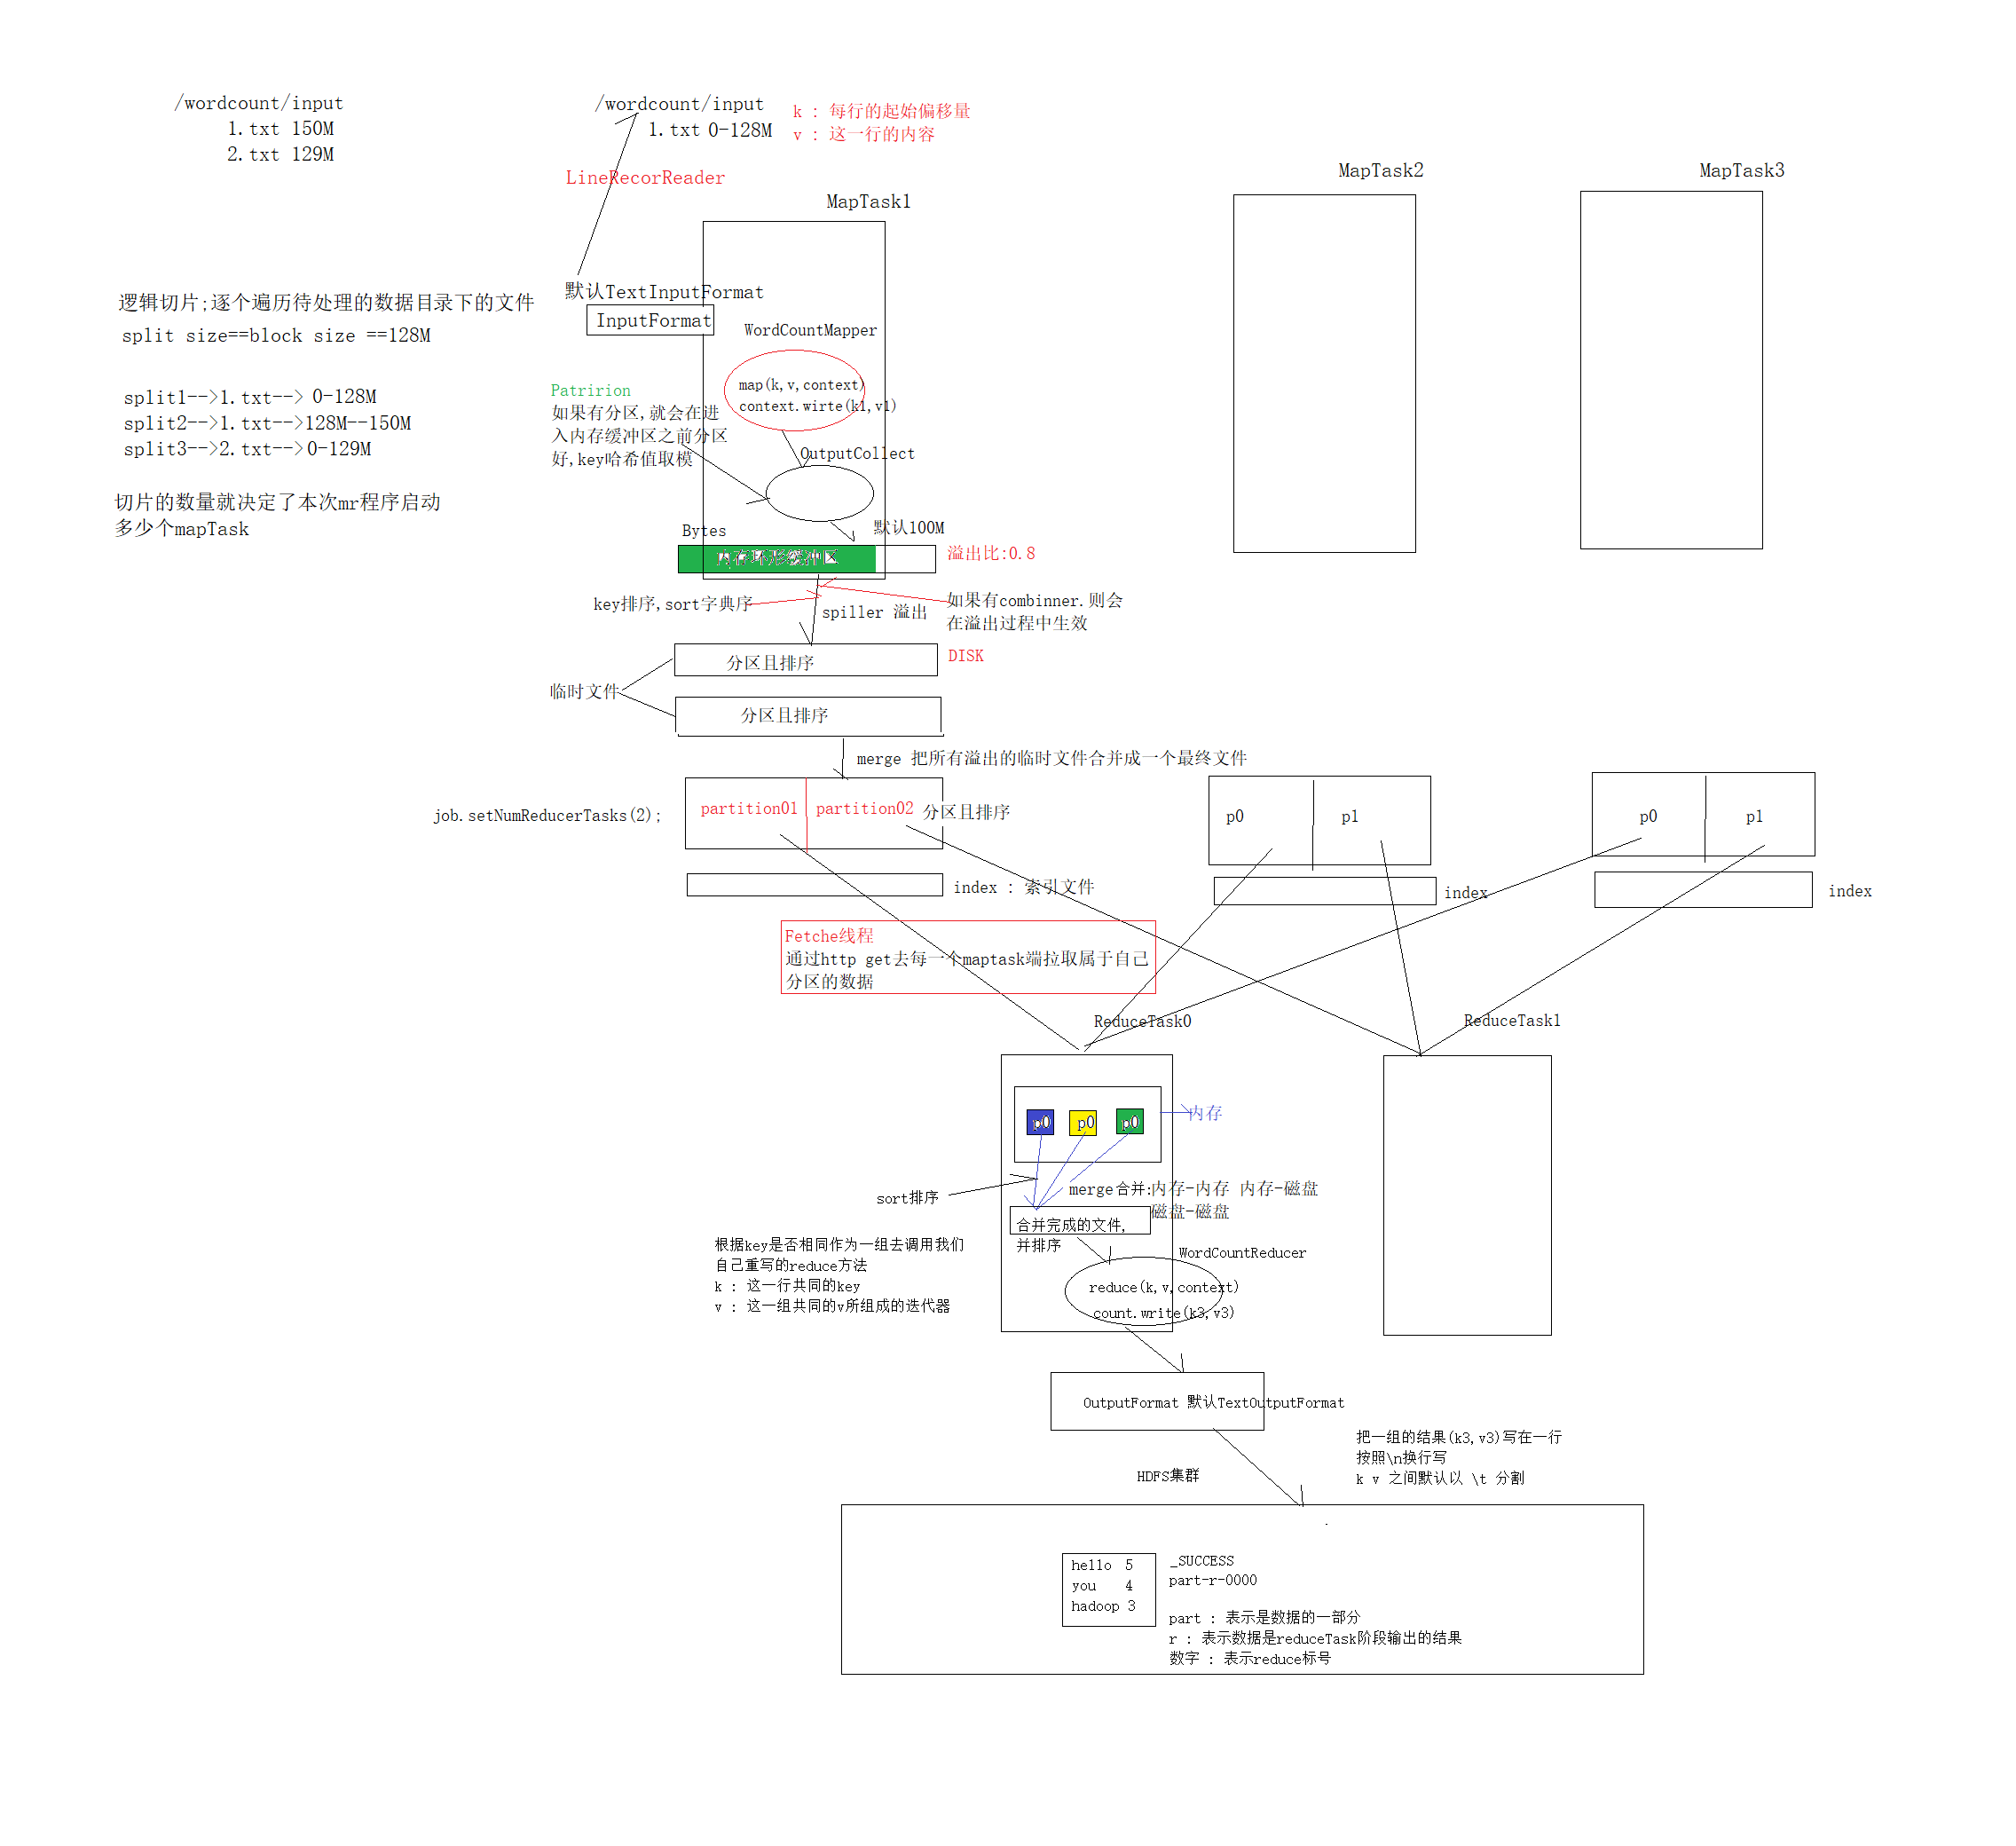 /wordcount/input
1.txt 150M
2.txt 129M
/wordcount/input
1.txt 0-128M
k : 每行的起始偏移量
v : 这一行的内容
LineRecorReader
MapTask1
MapTask2
MapTask3
逻辑切片;逐个遍历待处理的数据目录下的文件
split size==block size ==128M
split1-->1.txt--> 0-128M
split2-->1.txt-->128M--150M
split3-->2.txt-->0-129M
切片的数量就决定了本次mr程序启动
多少个mapTask
默认TextInputFormat
InputFormat
WordCountMapper
map(k,v,context)
context.wirte(k1,v1)
Patririon
如果有分区,就会在进
入内存缓冲区之前分区
好,key哈希值取模
OutputCollect
Bytes
默认100M
内存环形缓冲区
溢出比:0.8
key排序,sort字典序
spiller 溢出
如果有combinner.则会
在溢出过程中生效
分区且排序
DISK
临时文件
分区且排序
merge 把所有溢出的临时文件合并成一个最终文件
job.setNumReducerTasks(2);
partition01
partition02
分区且排序
p0
p1
p0
p1
index : 索引文件
index
index
Fetche线程
通过http get去每一个maptask端拉取属于自己
分区的数据
ReduceTask0
ReduceTask1
p0
p0
p0
内存
sort排序
merge合并:内存-内存 内存-磁盘
磁盘-磁盘
合并完成的文件,
并排序
根据key是否相同作为一组去调用我们
自己重写的reduce方法
k : 这一行共同的key
v : 这一组共同的v所组成的迭代器
WordCountReducer
reduce(k,v,context)
count.write(k3,v3)
OutputFormat 默认TextOutputFormat
把一组的结果(k3,v3)写在一行
按照\n换行写
k v 之间默认以 \t 分割
HDFS集群
hello 5
you 4
hadoop 3
_SUCCESS
part-r-0000
part : 表示是数据的一部分
r : 表示数据是reduceTask阶段输出的结果
数字 : 表示reduce标号